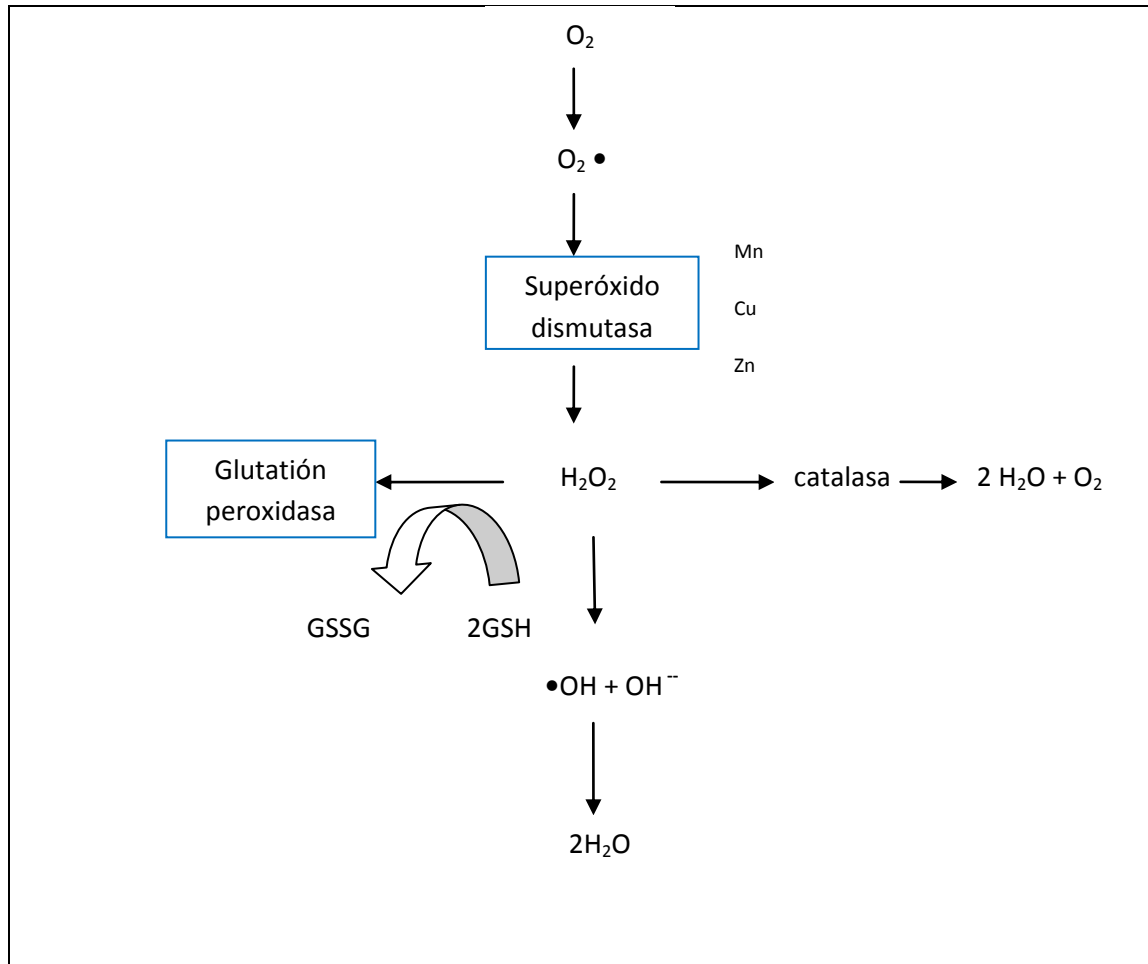 O₂
O₂ •
Mn
Superóxido
dismutasa
Cu
Zn
Glutatión
peroxidasa
H₂O₂
catalasa
2 H₂O + O₂
GSSG
2GSH
•OH + OH⁻⁻
2H₂O